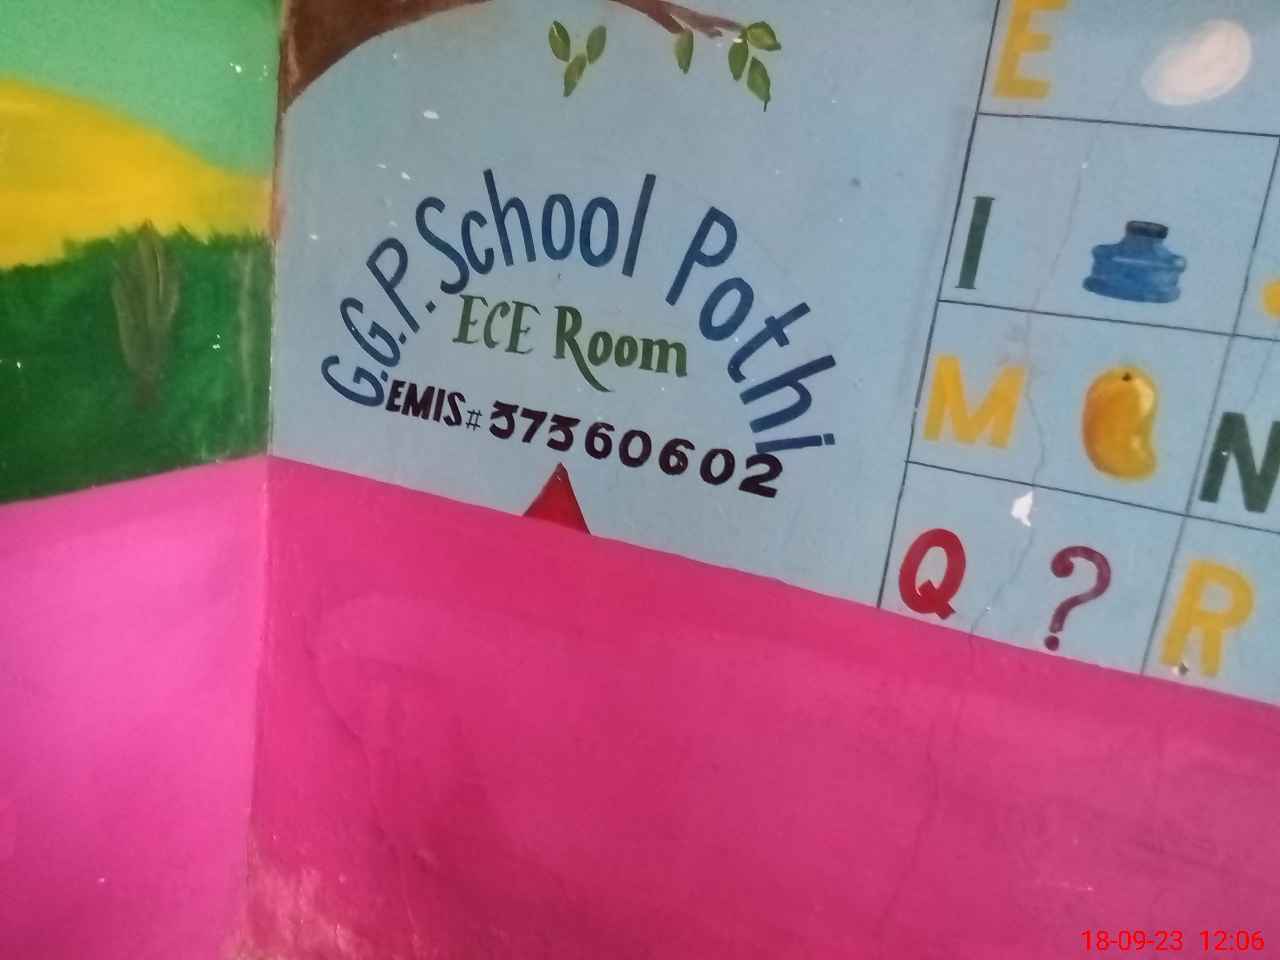 G.G.P. School Pothi
ECE Room
EMIS# 37360602
E
I
M
N
Q ?
R
18-09-23 12:06